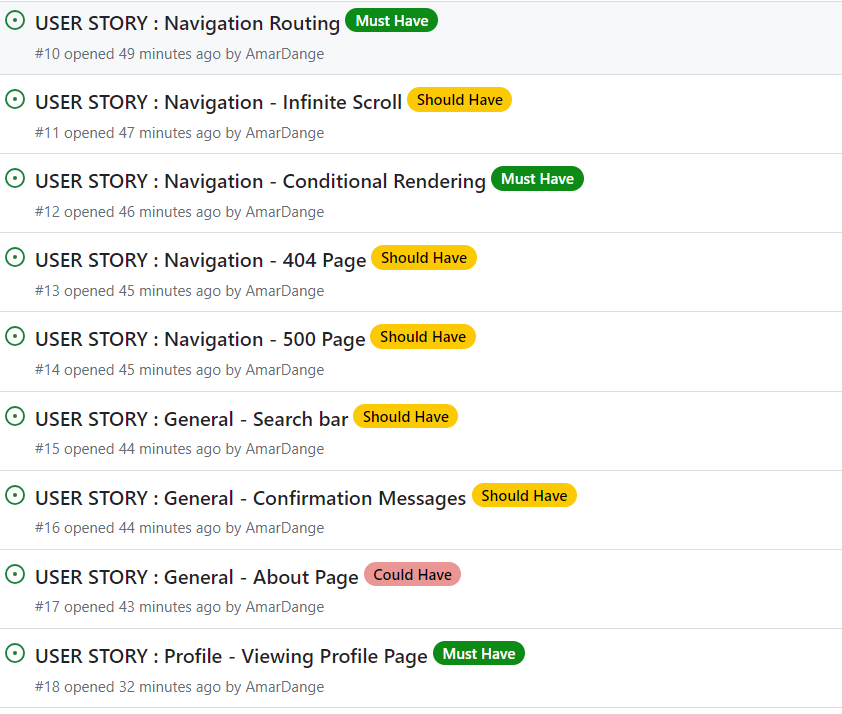 USER STORY : Navigation Routing Must Have
#10 opened 49 minutes ago by AmarDange
USER STORY : Navigation - Infinite Scroll Should Have
#11 opened 47 minutes ago by AmarDange
USER STORY : Navigation - Conditional Rendering Must Have
#12 opened 46 minutes ago by AmarDange
USER STORY : Navigation - 404 Page Should Have
#13 opened 45 minutes ago by AmarDange
USER STORY : Navigation - 500 Page Should Have
#14 opened 45 minutes ago by AmarDange
USER STORY : General - Search bar Should Have
#15 opened 44 minutes ago by AmarDange
USER STORY : General - Confirmation Messages Should Have
#16 opened 44 minutes ago by AmarDange
USER STORY : General - About Page Could Have
#17 opened 43 minutes ago by AmarDange
USER STORY : Profile - Viewing Profile Page Must Have
#18 opened 32 minutes ago by AmarDange